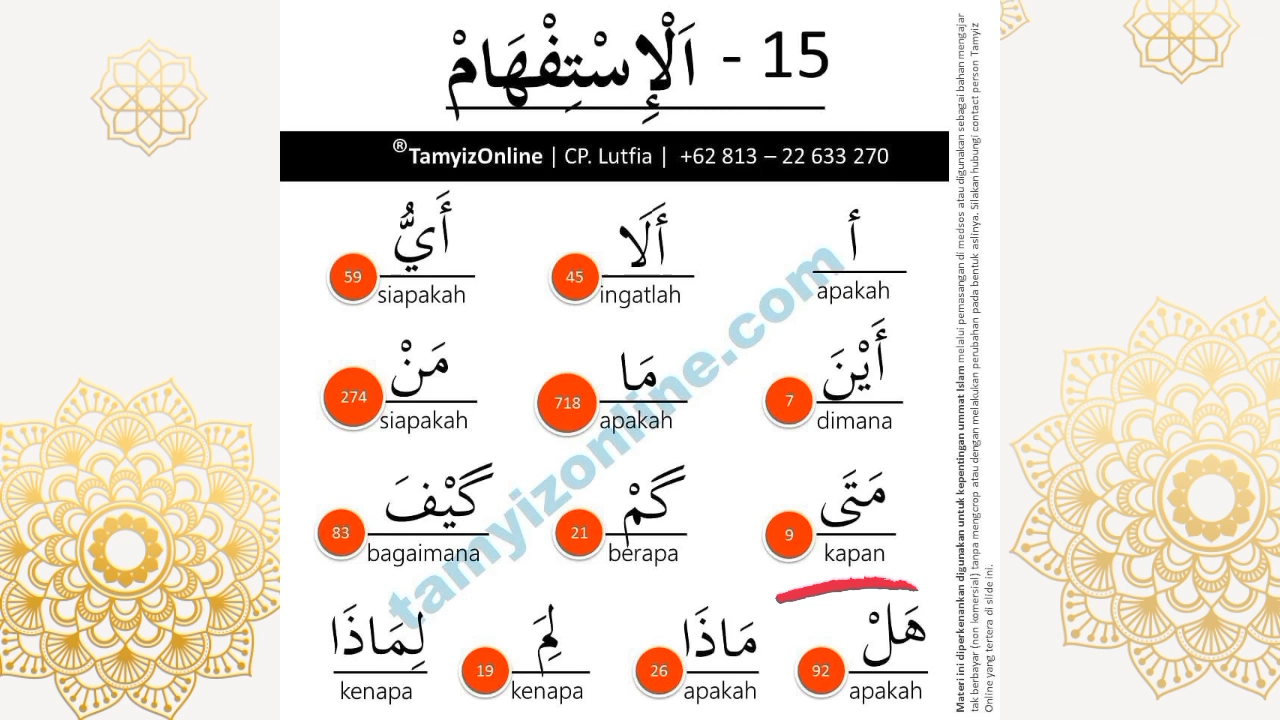 15 - اَلْإِسْتِفْهَامْ
®TamyizOnline | CP. Lutfia | +62 813 – 22 633 270
أَ
apakah
أَلَا
45
ingatlah
أَيُّ
59
siapakah
أَيْنَ
7
dimana
مَا
718
apakah
مَنْ
274
siapakah
مَتَى
9
kapan
كَمْ
21
berapa
كَيْفَ
83
bagaimana
هَلْ
92
apakah
مَاذَا
26
apakah
لِمَ
19
kenapa
لِمَاذَا
kenapa
tamyizonline.com
Materi ini diperkenankan digunakan untuk kepentingan ummat Islam melalui pemasangan di medsos atau digunakan sebagai bahan mengajar
tak berbayar (non komersial) tanpa mengcrop atau dengan melakukan perubahan pada bentuk aslinya. Silakan hubungi contact person Tamyiz
Online yang tertera di slide ini.